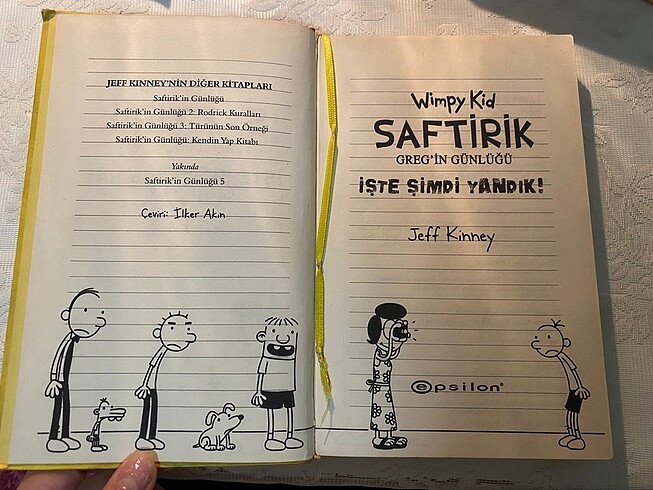 JEFF KINNEY'NİN DİĞER KİTAPLARI
Saftirik'in Günlüğü
Saftirik'in Günlüğü 2: Rodrick Kuralları
Saftirik'in Günlüğü 3: Türünün Son Örneği
Saftirik'in Günlüğü: Kendin Yap Kitabı
Yakında
Saftirik'in Günlüğü 5
Çeviri: İlker Akın
Wimpy Kid
SAFTİRİK
GREG'İN GÜNLÜĞÜ
İŞTE ŞİMDİ YANDIK!
Jeff Kinney
epsilon®